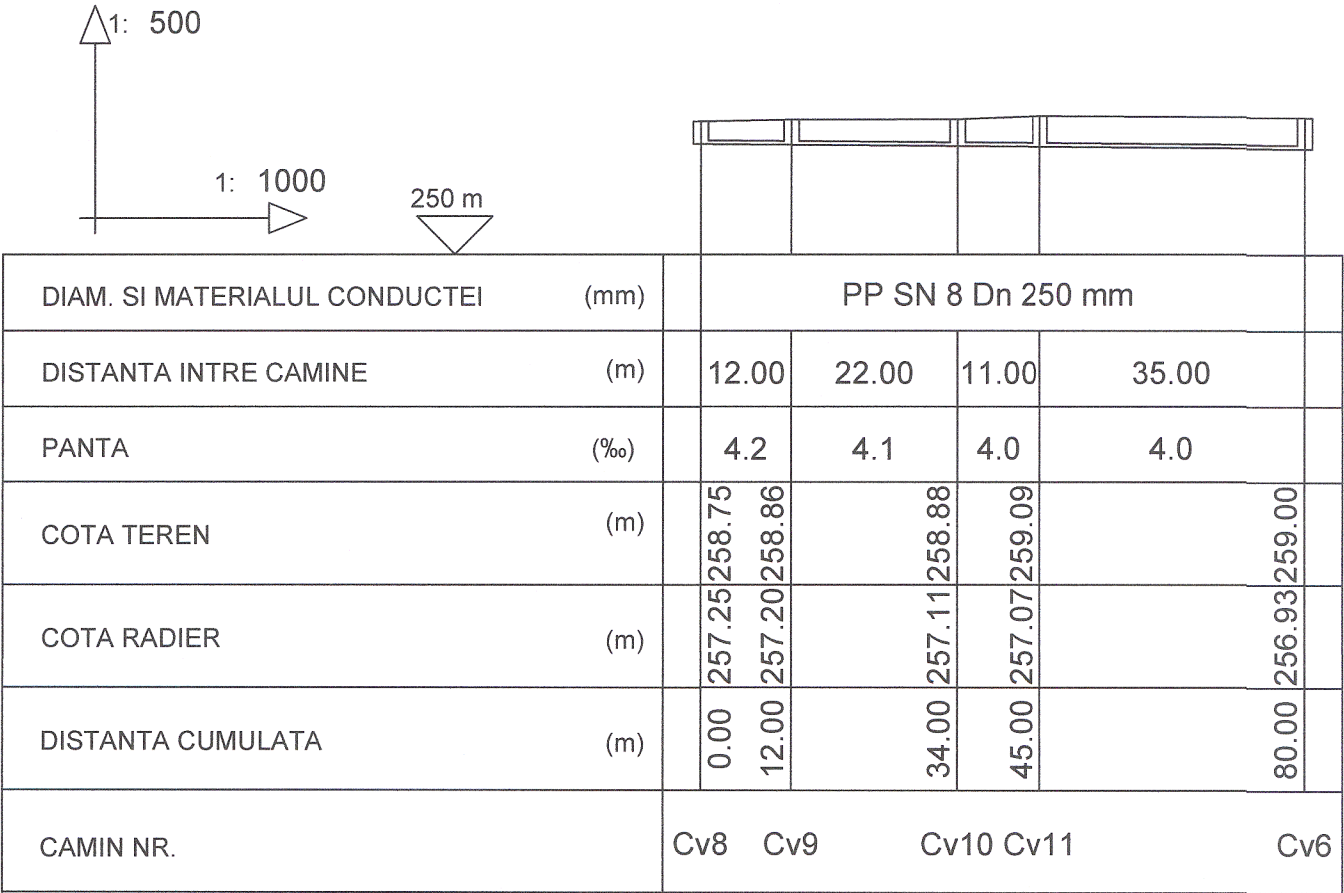 1: 500
1: 1000
250 m
DIAM. SI MATERIALUL CONDUCTEI (mm) PP SN 8 Dn 250 mm
DISTANTA INTRE CAMINE (m) 12.00 22.00 11.00 35.00
PANTA (‰) 4.2 4.1 4.0 4.0
COTA TEREN (m) 258.75 258.86 258.88 259.09 259.00
COTA RADIER (m) 257.25 257.20 257.11 257.07 256.93
DISTANTA CUMULATA (m) 0.00 12.00 34.00 45.00 80.00
CAMIN NR. Cv8 Cv9 Cv10 Cv11 Cv6